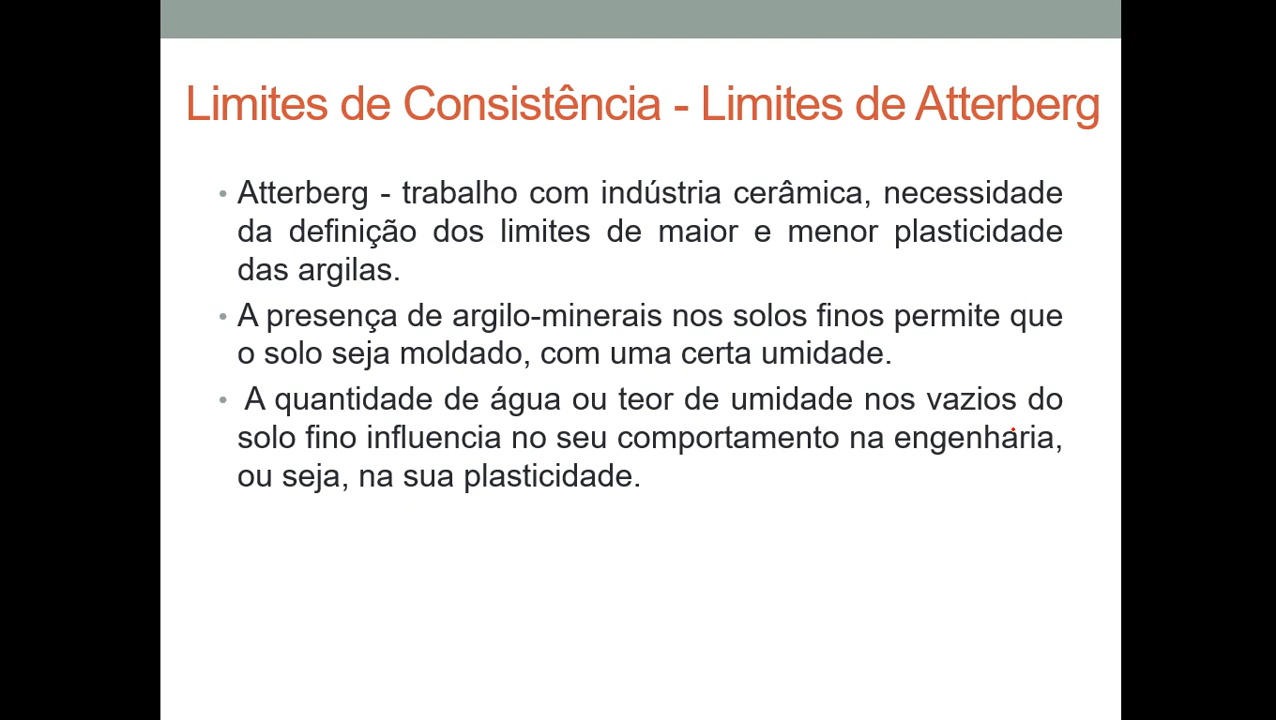 Limites de Consistência - Limites de Atterberg
• Atterberg - trabalho com indústria cerâmica, necessidade
da definição dos limites de maior e menor plasticidade
das argilas.
• A presença de argilo-minerais nos solos finos permite que
o solo seja moldado, com uma certa umidade.
• A quantidade de água ou teor de umidade nos vazios do
solo fino influencia no seu comportamento na engenharia,
ou seja, na sua plasticidade.